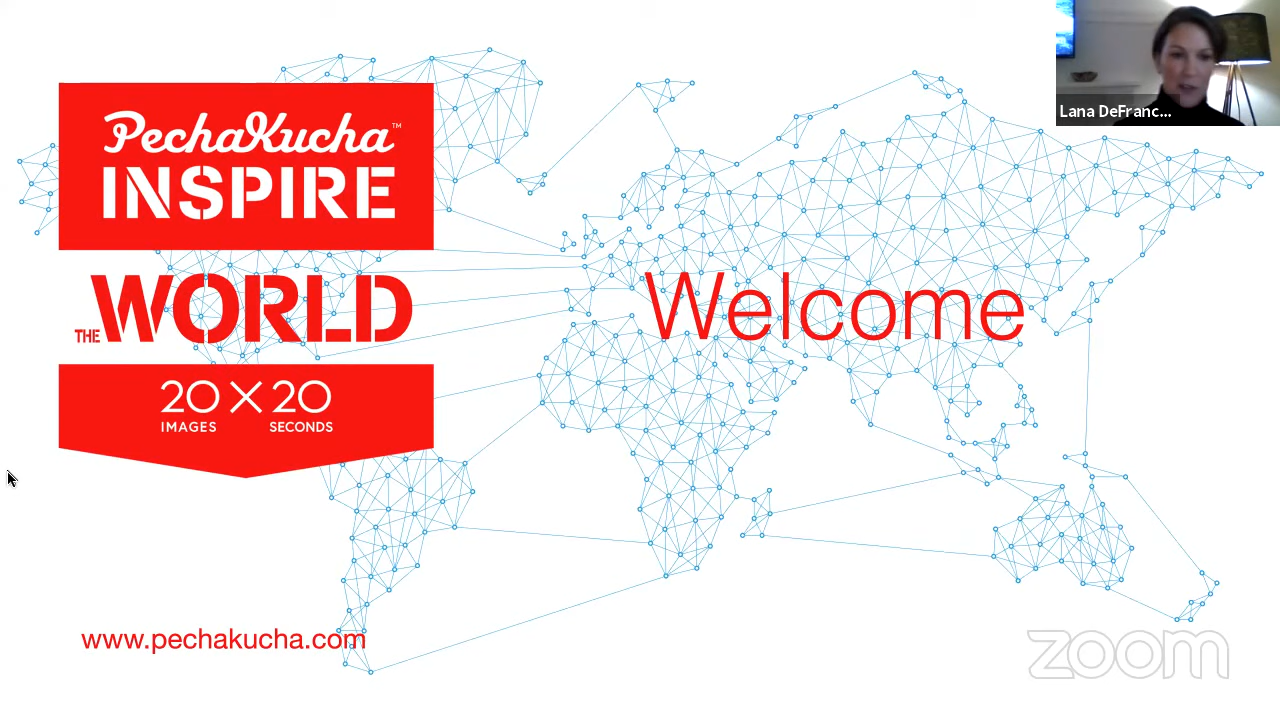 PechaKucha™
INSPIRE
THE WORLD
20 X 20
IMAGES SECONDS
Welcome
www.pechakucha.com
Lana DeFranc...
zoom